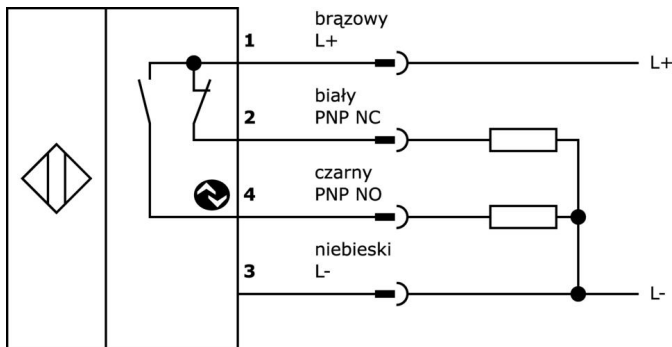 brązowy
1 L+ L+
biały
2 PNP NC
czarny
4 PNP NO
niebieski
3 L- L-